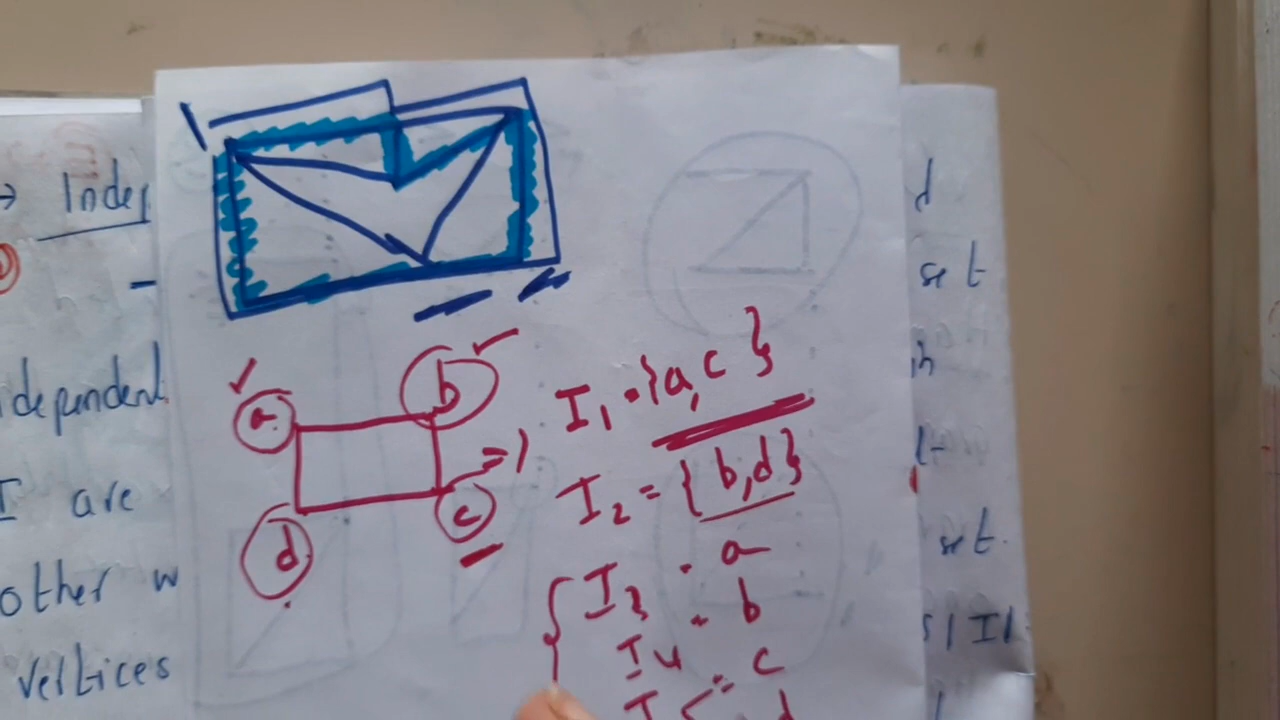 → Indep
d
set
a
b
I₁ = {a, c }
dependent
I₂ = { b, d }
d
c
I are
set.
I₃ = a
other w
I₄ = b
s | I |
vertices
I₅ = c
d